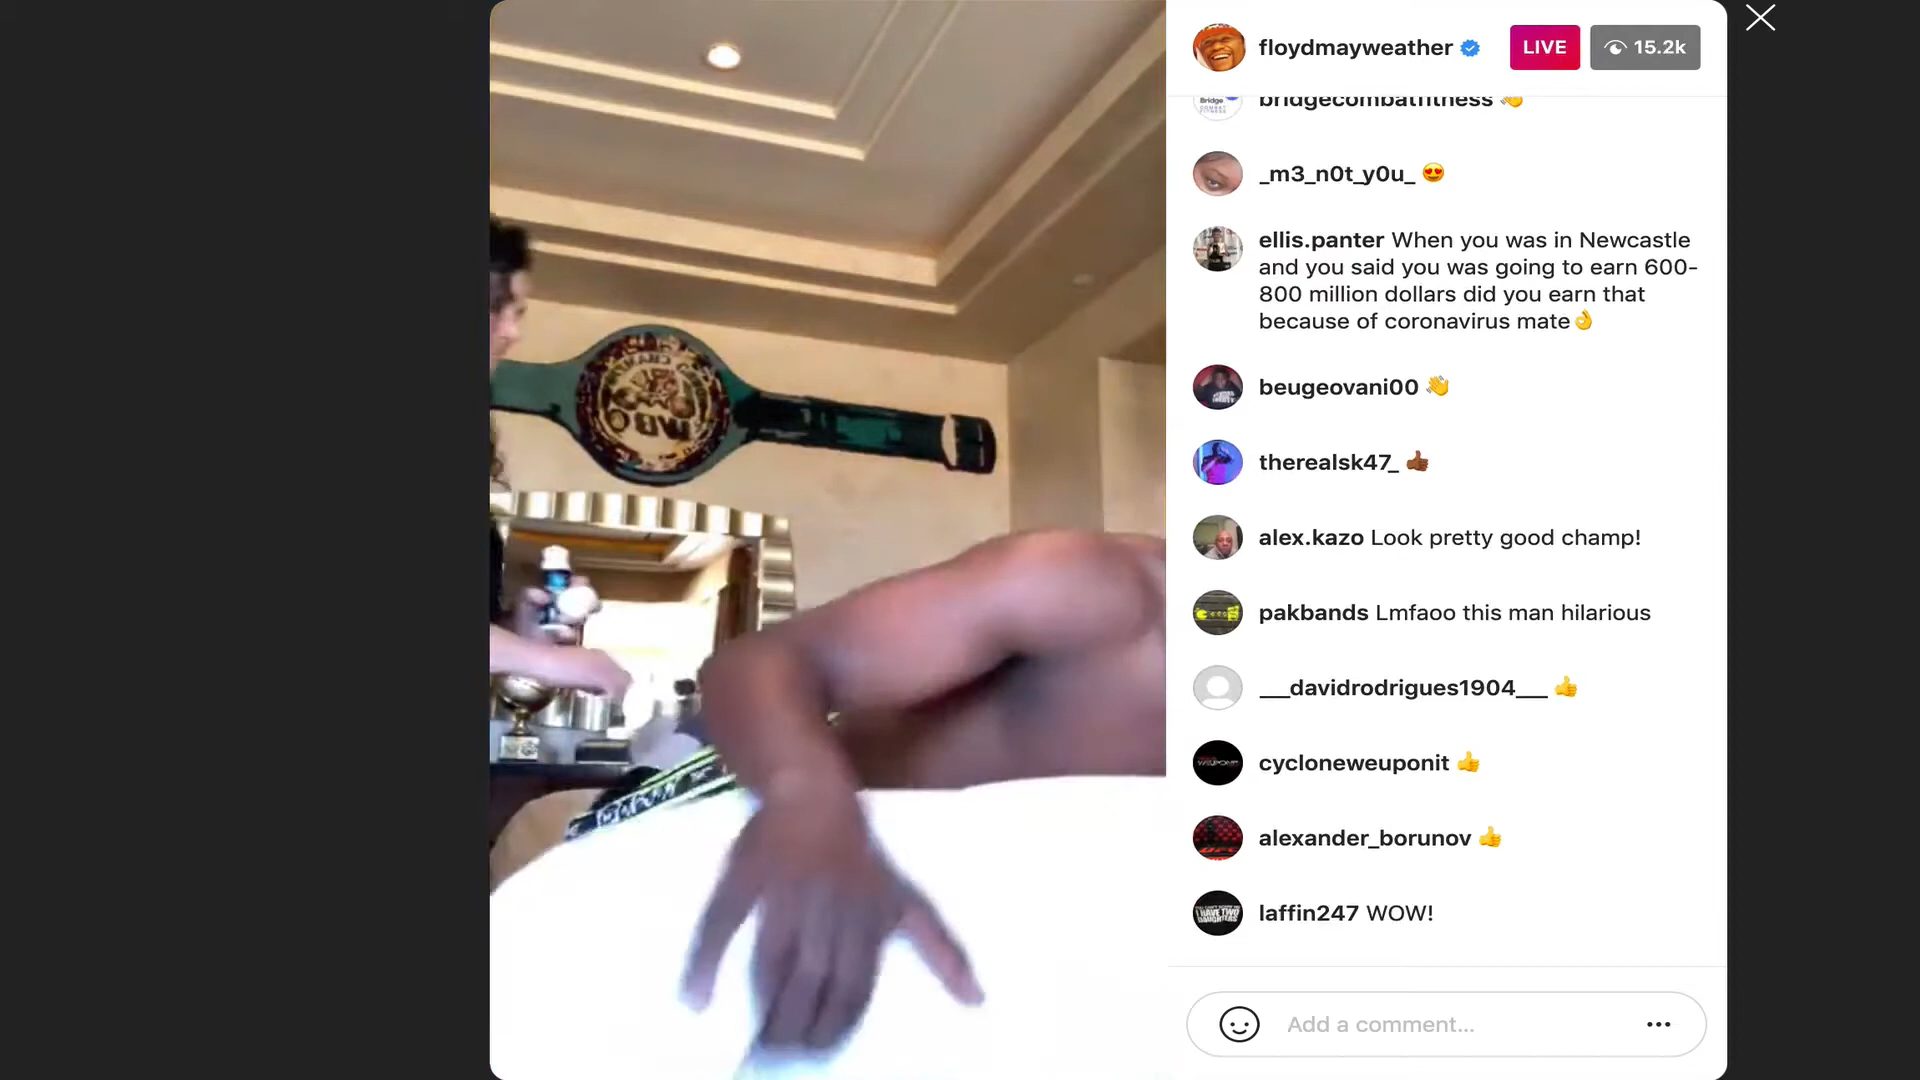 floydmayweather LIVE 15.2k
bridgecombatfitness 👋
_m3_n0t_y0u_ 😍
ellis.panter When you was in Newcastle
and you said you was going to earn 600-
800 million dollars did you earn that
because of coronavirus mate👌
beugeovani00 👋
therealsk47_ 👍🏾
alex.kazo Look pretty good champ!
pakbands Lmfaoo this man hilarious
___davidrodrigues1904___ 👍
cycloneweuponit 👍
alexander_borunov 👍
laffin247 WOW!
Add a comment...